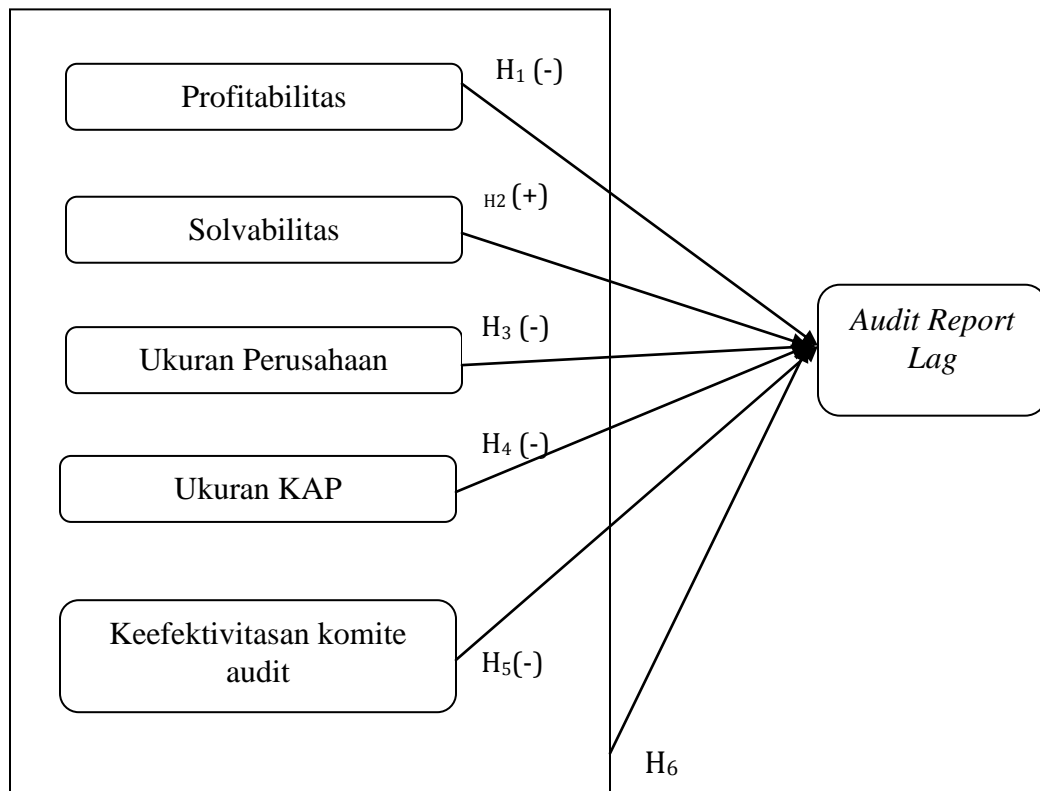 H1 (-)
Profitabilitas
H2 (+)
Solvabilitas
H3 (-)
Ukuran Perusahaan
Audit Report
Lag
H4 (-)
Ukuran KAP
Keefektivitasan komite
audit
H5(-)
H6